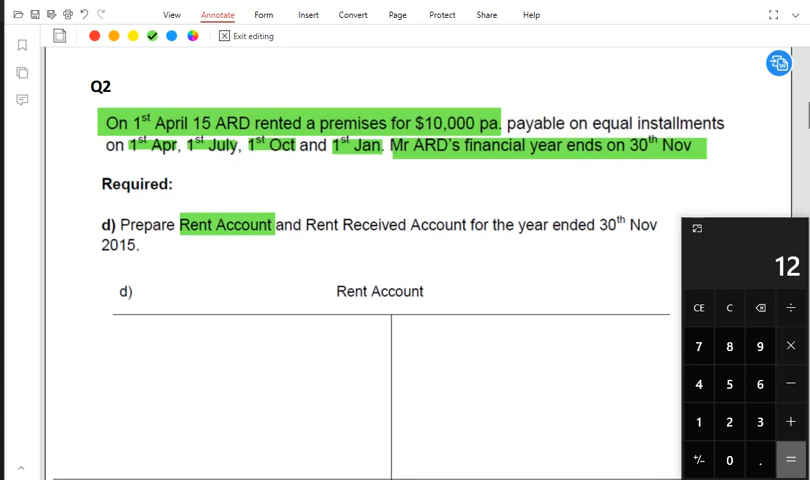 View Annotate Form Insert Convert Page Protect Share Help
Exit editing
Q2
On 1st April 15 ARD rented a premises for $10,000 pa. payable on equal installments
on 1st Apr, 1st July, 1st Oct and 1st Jan. Mr ARD's financial year ends on 30th Nov
Required:
d) Prepare Rent Account and Rent Received Account for the year ended 30th Nov
2015.
d) Rent Account
12
CE C ÷
7 8 9 ×
4 5 6 −
1 2 3 +
+/− 0 . =